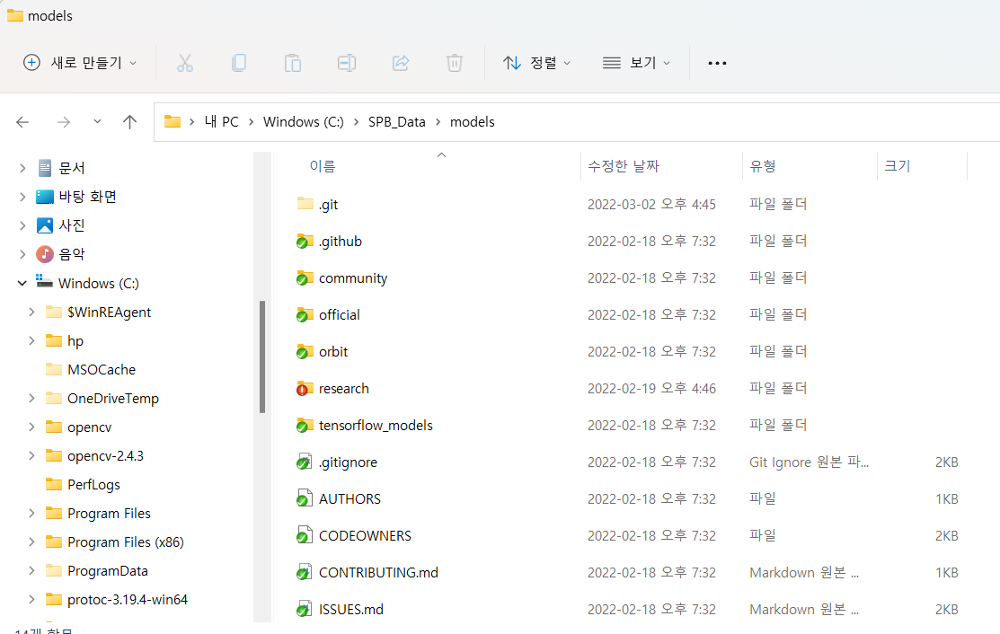 models
새로 만들기 정렬 보기
내 PC Windows (C:) SPB_Data models
문서
바탕 화면
사진
음악
Windows (C:)
$WinREAgent
hp
MSOCache
OneDriveTemp
opencv
opencv-2.4.3
PerfLogs
Program Files
Program Files (x86)
ProgramData
protoc-3.19.4-win64
이름 수정한 날짜 유형 크기
.git 2022-03-02 오후 4:45 파일 폴더
.github 2022-02-18 오후 7:32 파일 폴더
community 2022-02-18 오후 7:32 파일 폴더
official 2022-02-18 오후 7:32 파일 폴더
orbit 2022-02-18 오후 7:32 파일 폴더
research 2022-02-19 오후 4:46 파일 폴더
tensorflow_models 2022-02-18 오후 7:32 파일 폴더
.gitignore 2022-02-18 오후 7:32 Git Ignore 원본 파... 2KB
AUTHORS 2022-02-18 오후 7:32 파일 1KB
CODEOWNERS 2022-02-18 오후 7:32 파일 2KB
CONTRIBUTING.md 2022-02-18 오후 7:32 Markdown 원본 ... 1KB
ISSUES.md 2022-02-18 오후 7:32 Markdown 원본 ... 2KB
14개 항목